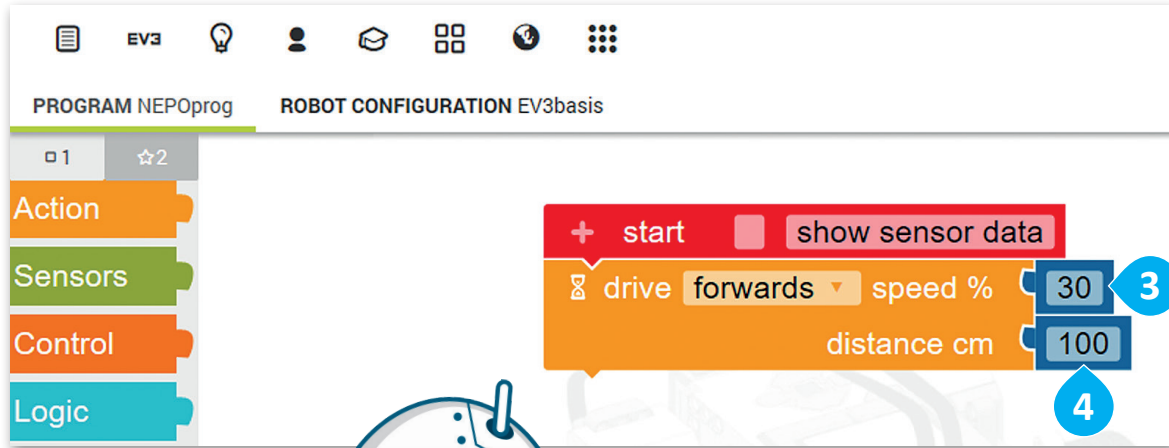 EV3
PROGRAM NEPOprog ROBOT CONFIGURATION EV3basis
1 2
Action
Sensors
Control
Logic
+ start show sensor data
drive forwards speed % 30 3
distance cm 100
4